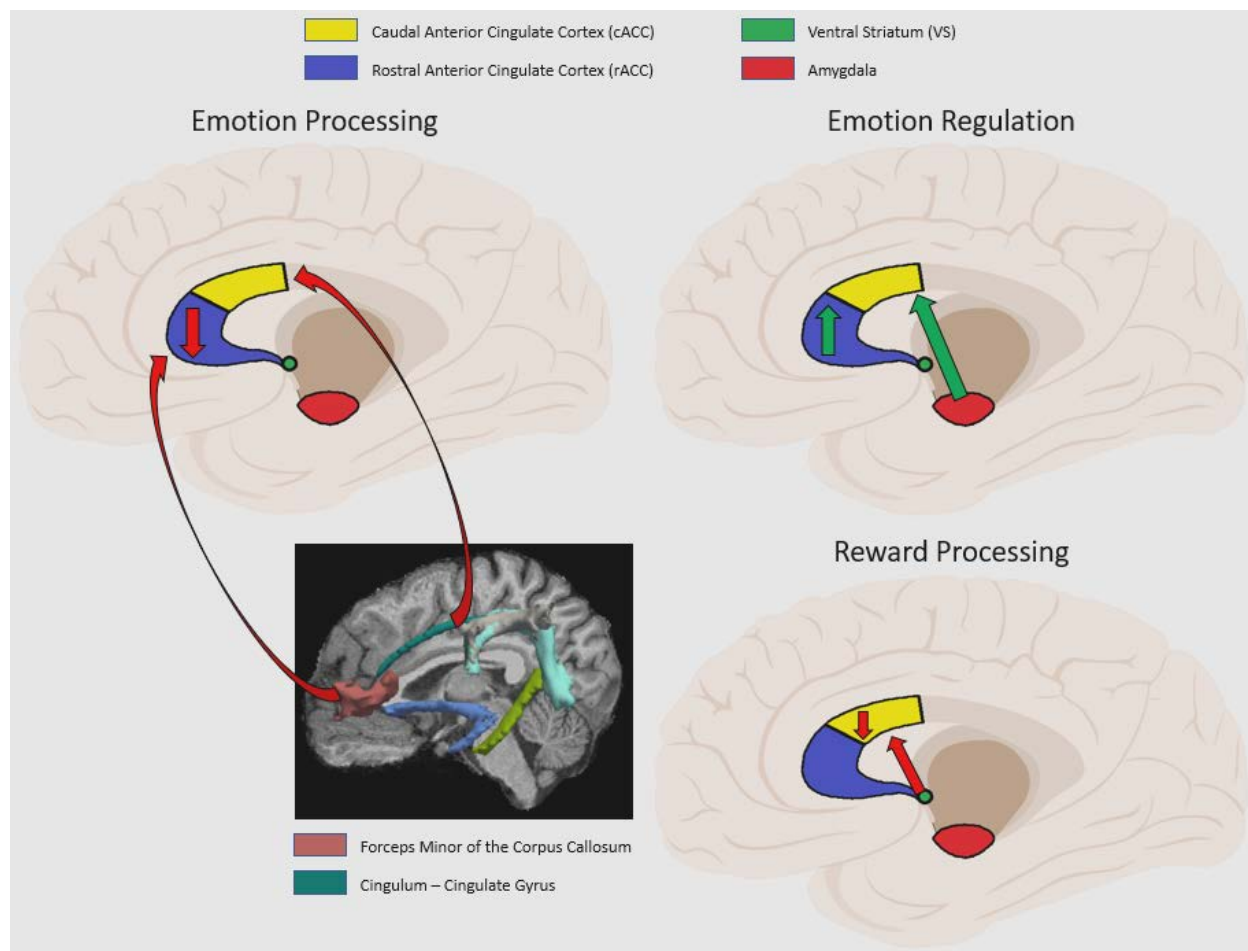 Caudal Anterior Cingulate Cortex (cACC)
Ventral Striatum (VS)
Rostral Anterior Cingulate Cortex (rACC)
Amygdala
Emotion Processing
Emotion Regulation
Reward Processing
Forceps Minor of the Corpus Callosum
Cingulum – Cingulate Gyrus